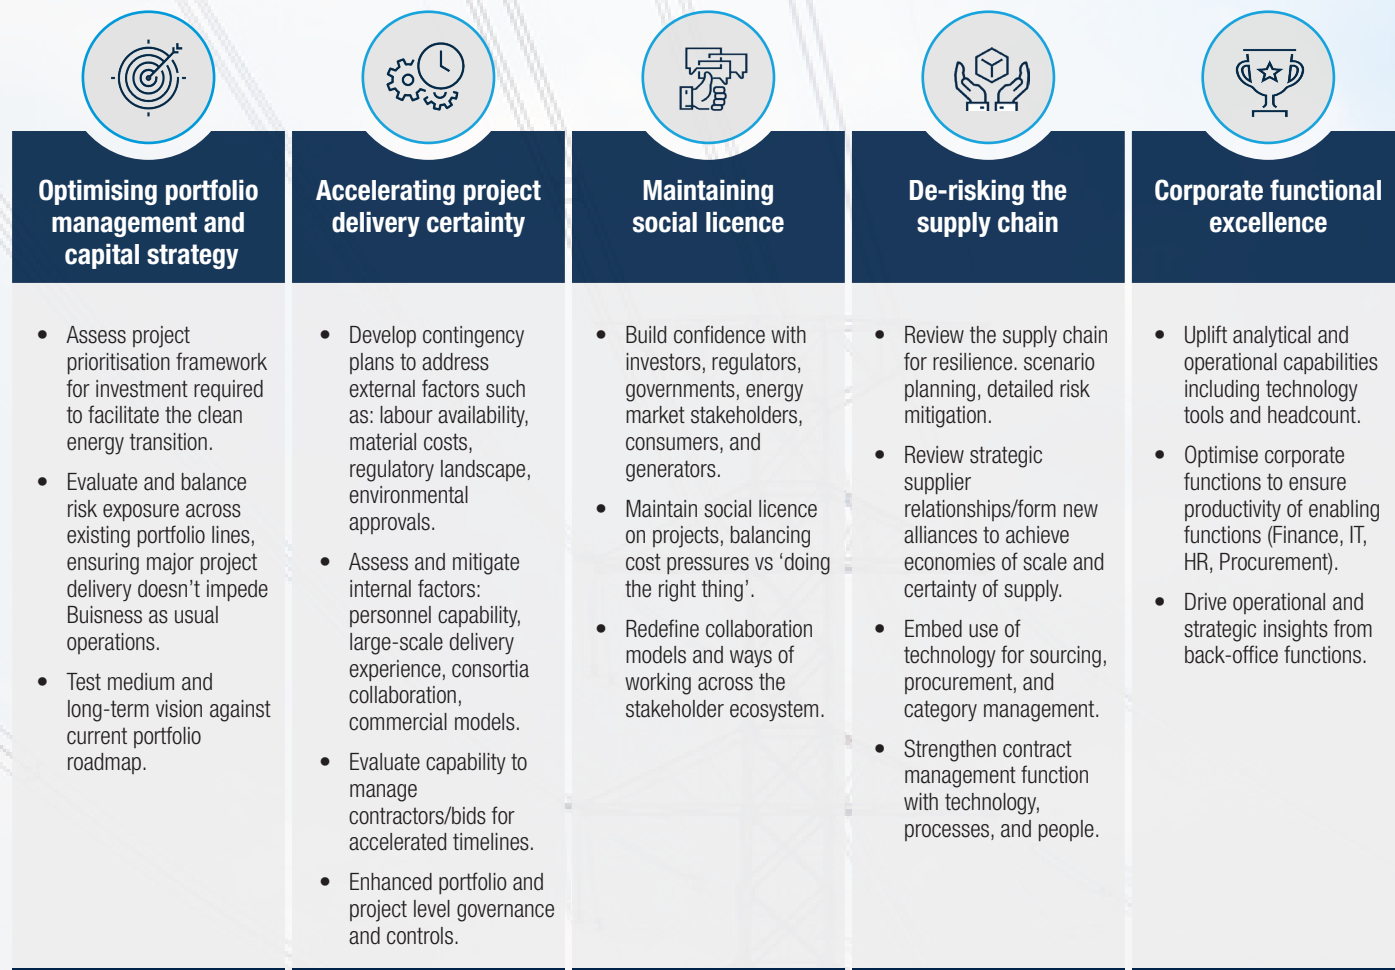 Optimising portfolio
management and
capital strategy
• Assess project
prioritisation framework
for investment required
to facilitate the clean
energy transition.
• Evaluate and balance
risk exposure across
existing portfolio lines,
ensuring major project
delivery doesn't impede
Buisness as usual
operations.
• Test medium and
long-term vision against
current portfolio
roadmap.
Accelerating project
delivery certainty
• Develop contingency
plans to address
external factors such
as: labour availability,
material costs,
regulatory landscape,
environmental
approvals.
• Assess and mitigate
internal factors:
personnel capability,
large-scale delivery
experience, consortia
collaboration,
commercial models.
• Evaluate capability to
manage
contractors/bids for
accelerated timelines.
• Enhanced portfolio and
project level governance
and controls.
Maintaining
social licence
• Build confidence with
investors, regulators,
governments, energy
market stakeholders,
consumers, and
generators.
• Maintain social licence
on projects, balancing
cost pressures vs ‘doing
the right thing’.
• Redefine collaboration
models and ways of
working across the
stakeholder ecosystem.
De-risking the
supply chain
• Review the supply chain
for resilience. scenario
planning, detailed risk
mitigation.
• Review strategic
supplier
relationships/form new
alliances to achieve
economies of scale and
certainty of supply.
• Embed use of
technology for sourcing,
procurement, and
category management.
• Strengthen contract
management function
with technology,
processes, and people.
Corporate functional
excellence
• Uplift analytical and
operational capabilities
including technology
tools and headcount.
• Optimise corporate
functions to ensure
productivity of enabling
functions (Finance, IT,
HR, Procurement).
• Drive operational and
strategic insights from
back-office functions.